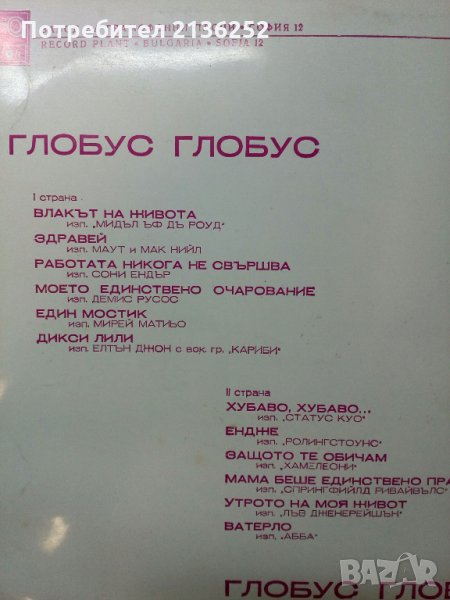 Потребител 2136252
СОФИЯ 12
RECORD PLANT • BULGARIA • SOFIA 12
ГЛОБУС ГЛОБУС
I страна
ВЛАКЪТ НА ЖИВОТА
изп. „МИДЪЛ ЪФ ДЪ РОУД"
ЗДРАВЕЙ
изп. МАУТ и МАК НИЙЛ
РАБОТАТА НИКОГА НЕ СВЪРШВА
изп. СОНИ ЕНДЪР
МОЕТО ЕДИНСТВЕНО ОЧАРОВАНИЕ
изп. ДЕМИС РУСОС
ЕДИН МОСТИК
изп. МИРЕЙ МАТИЬО
ДИКСИ ЛИЛИ
изп. ЕЛТЪН ДЖОН с вок. гр. „КАРИБИ"
II страна
ХУБАВО, ХУБАВО...
изп. „СТАТУС КУО"
ЕНДЖЕ
изп. „РОЛИНГСТОУНС"
ЗАЩОТО ТЕ ОБИЧАМ
изп. „ХАМЕЛЕОНИ"
МАМА БЕШЕ ЕДИНСТВЕНО ПРА
изп. „СПРИНГФИЙЛД РИВАЙВЪЛС"
УТРОТО НА МОЯ ЖИВОТ
изп. „ЛЪВ ДЖЕНЕРЕЙШЪН"
ВАТЕРЛО
изп. „АББА"
ГЛОБУС ГЛОБ
BAZAR